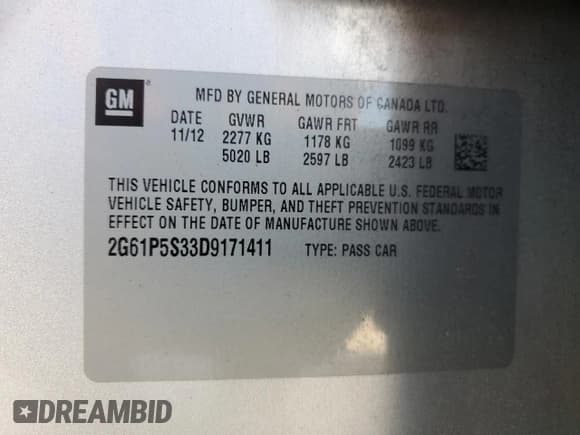 GM
MFD BY GENERAL MOTORS OF CANADA LTD.
DATE GVWR GAWR FRT GAWR RR
11/12 2277 KG 1178 KG 1099 KG
5020 LB 2597 LB 2423 LB
THIS VEHICLE CONFORMS TO ALL APPLICABLE U.S. FEDERAL MOTOR
VEHICLE SAFETY, BUMPER, AND THEFT PREVENTION STANDARDS IN
EFFECT ON THE DATE OF MANUFACTURE SHOWN ABOVE.
2G61P5S33D9171411 TYPE: PASS CAR
DREAMBID